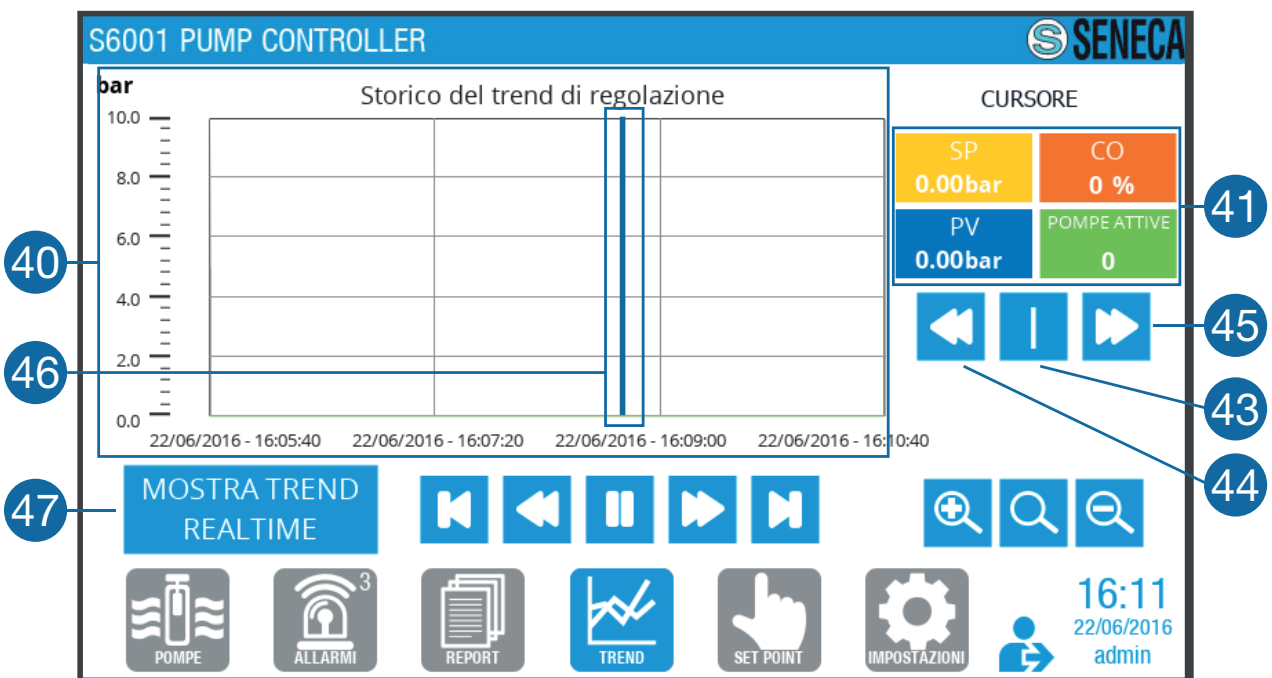 S6001 PUMP CONTROLLER
S SENECA
bar
Storico del trend di regolazione
CURSORE
10.0
8.0
6.0
4.0
2.0
0.0
22/06/2016 - 16:05:40
22/06/2016 - 16:07:20
22/06/2016 - 16:09:00
22/06/2016 - 16:10:40
SP
0.00bar
CO
0 %
PV
0.00bar
POMPE ATTIVE
0
40
41
45
46
43
44
47
MOSTRA TREND
REALTIME
POMPE
3
ALLARMI
REPORT
TREND
SET POINT
IMPOSTAZIONI
16:11
22/06/2016
admin